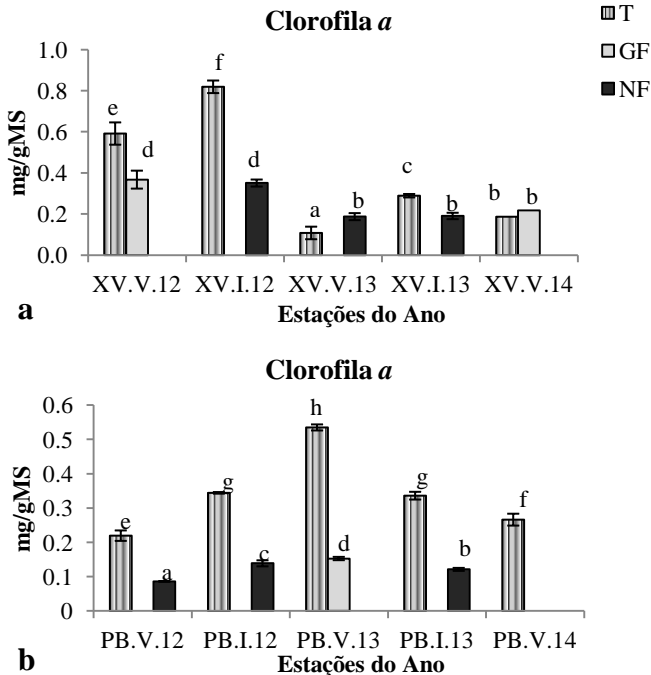 Clorofila a
T
GF
NF
mg/gMS
1.0
0.8
0.6
0.4
0.2
0.0
e
d
f
d
a
b
c
b
b
b
XV.V.12
XV.I.12
XV.V.13
XV.I.13
XV.V.14
Estações do Ano
a
Clorofila a
mg/gMS
0.6
0.5
0.4
0.3
0.2
0.1
0
e
a
g
c
h
d
g
b
f
PB.V.12
PB.I.12
PB.V.13
PB.I.13
PB.V.14
Estações do Ano
b